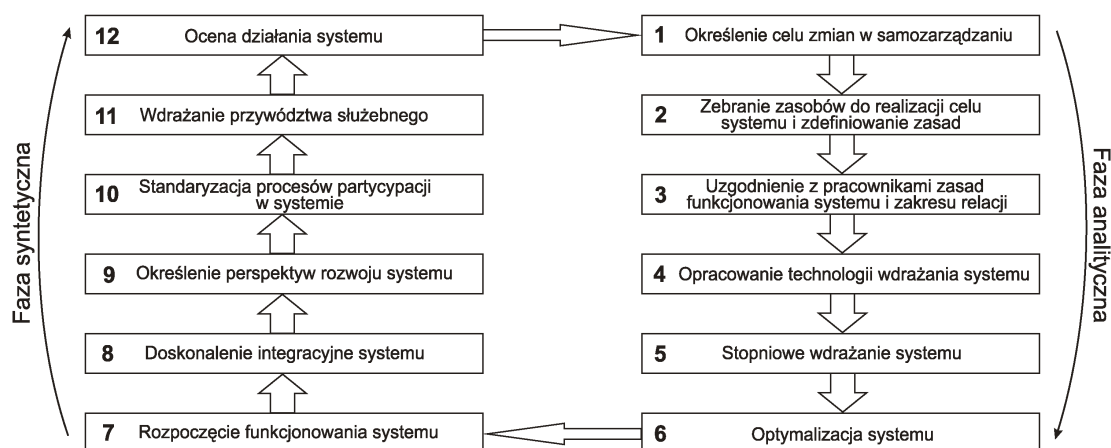 Faza syntetyczna
12 Ocena działania systemu
11 Wdrażanie przywództwa służebnego
10 Standaryzacja procesów partycypacji
w systemie
9 Określenie perspektyw rozwoju systemu
8 Doskonalenie integracyjne systemu
7 Rozpoczęcie funkcjonowania systemu
1 Określenie celu zmian w samozarządzaniu
2 Zebranie zasobów do realizacji celu
systemu i zdefiniowanie zasad
3 Uzgodnienie z pracownikami zasad
funkcjonowania systemu i zakresu relacji
4 Opracowanie technologii wdrażania systemu
5 Stopniowe wdrażanie systemu
6 Optymalizacja systemu
Faza analityczna